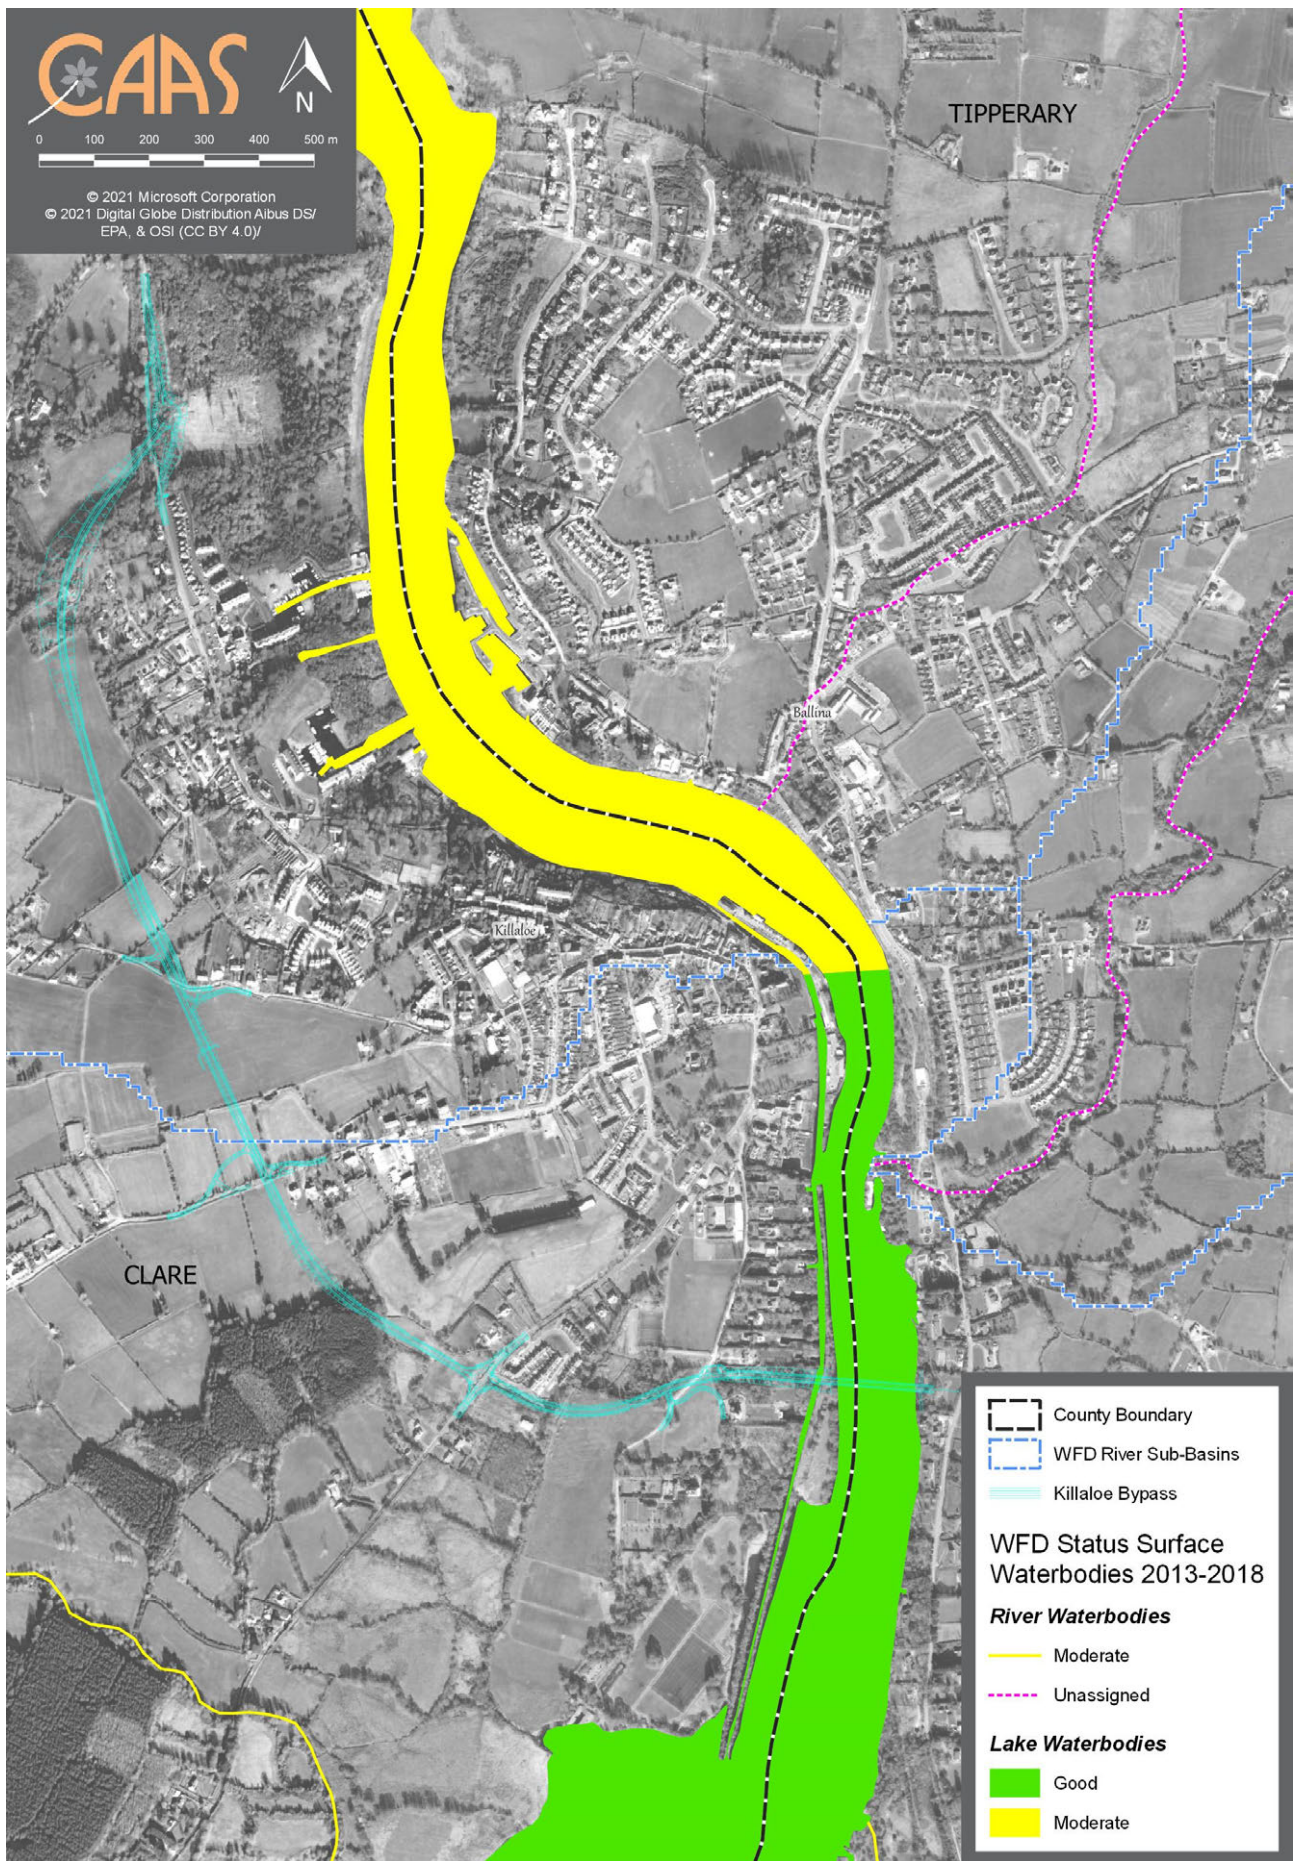 CAAS
N
0 100 200 300 400 500 m
© 2021 Microsoft Corporation
© 2021 Digital Globe Distribution Aibus DS/
EPA, & OSI (CC BY 4.0)/
TIPPERARY
Ballina
Killaloe
CLARE
County Boundary
WFD River Sub-Basins
Killaloe Bypass
WFD Status Surface
Waterbodies 2013-2018
River Waterbodies
Moderate
Unassigned
Lake Waterbodies
Good
Moderate